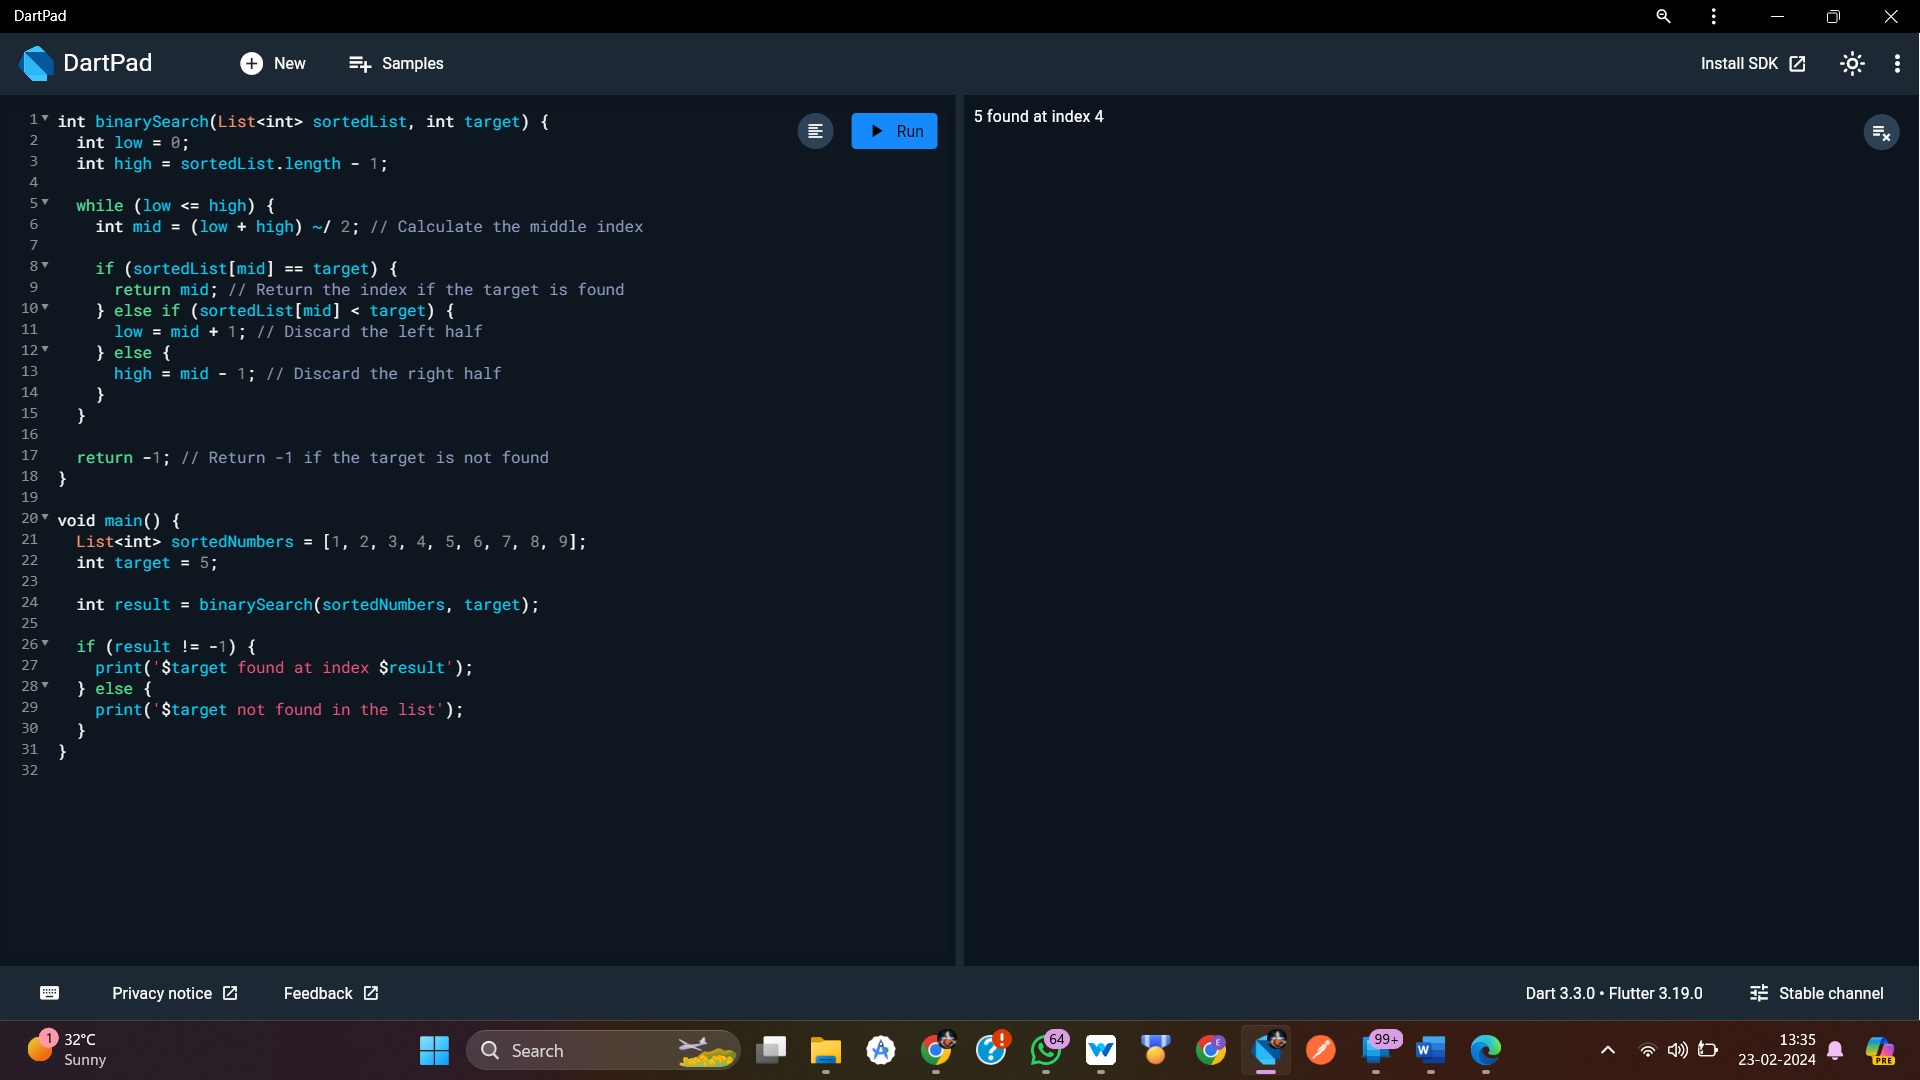 DartPad
DartPad
New
Samples
Install SDK
1 int binarySearch(List<int> sortedList, int target) {
2   int low = 0;
3   int high = sortedList.length - 1;
4
5   while (low <= high) {
6     int mid = (low + high) ~/ 2; // Calculate the middle index
7
8     if (sortedList[mid] == target) {
9       return mid; // Return the index if the target is found
10     } else if (sortedList[mid] < target) {
11       low = mid + 1; // Discard the left half
12     } else {
13       high = mid - 1; // Discard the right half
14     }
15   }
16
17   return -1; // Return -1 if the target is not found
18 }
19
20 void main() {
21   List<int> sortedNumbers = [1, 2, 3, 4, 5, 6, 7, 8, 9];
22   int target = 5;
23
24   int result = binarySearch(sortedNumbers, target);
25
26   if (result != -1) {
27     print('$target found at index $result');
28   } else {
29     print('$target not found in the list');
30   }
31 }
32
Run
5 found at index 4
Privacy notice
Feedback
Dart 3.3.0 • Flutter 3.19.0
Stable channel
1
32°C
Sunny
Search
64
E
99+
W
13:35
23-02-2024
PRE